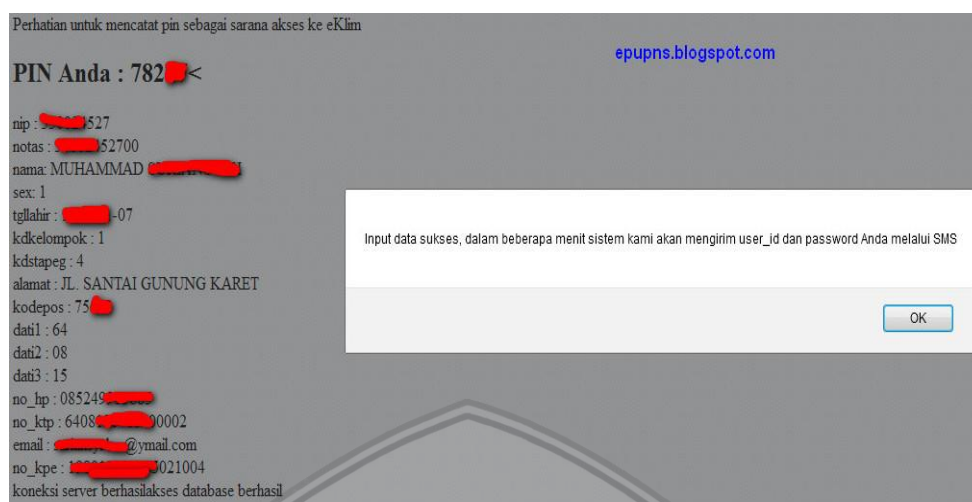 Perhatian untuk mencatat pin sebagai sarana akses ke eKlim
epupns.blogspot.com
PIN Anda : 782 <
nip : 527
notas : 52700
nama: MUHAMMAD
sex: 1
tgllahir : -07
kdkelompok : 1
kdstapeg : 4
alamat : JL. SANTAI GUNUNG KARET
kodepos : 75
dati1 : 64
dati2 : 08
dati3 : 15
no_hp : 085249
no_ktp : 6408 0002
email : @ymail.com
no_kpe : 021004
koneksi server berhasilakses database berhasil
Input data sukses, dalam beberapa menit sistem kami akan mengirim user_id dan password Anda melalui SMS
OK